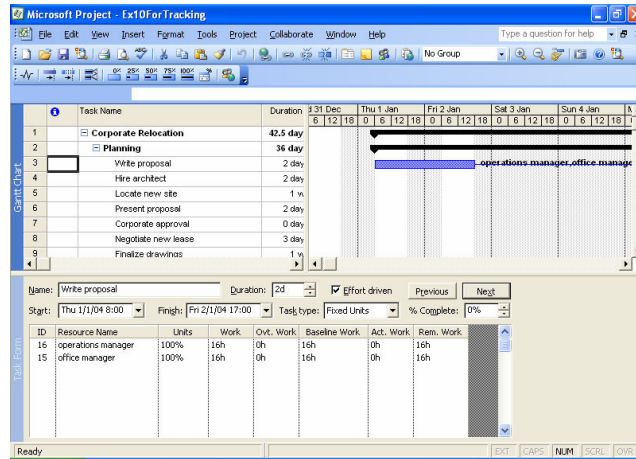 Microsoft Project - Ex10ForTracking
File Edit View Insert Format Tools Project Collaborate Window Help Type a question for help
No Group
0% 25% 50% 75% 100%
Task Name Duration 31 Dec Thu 1 Jan Fri 2 Jan Sat 3 Jan Sun 4 Jan
6 12 18 0 6 12 18 0 6 12 18 0 6 12 18 0 6 12 18
1 Corporate Relocation 42.5 day
2 Planning 36 day
3 Write proposal 2 day operations manager,office manage
4 Hire architect 2 day
5 Locate new site 1 w
6 Present proposal 2 day
7 Corporate approval 0 day
8 Negotiate new lease 3 day
9 Finalize drawings 1 w
Gantt Chart
Name: Write proposal Duration: 2d Effort driven Previous Next
Start: Thu 1/1/04 8:00 Finish: Fri 2/1/04 17:00 Task type: Fixed Units % Complete: 0%
ID Resource Name Units Work Ovt. Work Baseline Work Act. Work Rem. Work
16 operations manager 100% 16h 0h 16h 0h 16h
15 office manager 100% 16h 0h 16h 0h 16h
Task Form
Ready EXT CAPS NUM SCRL OVR